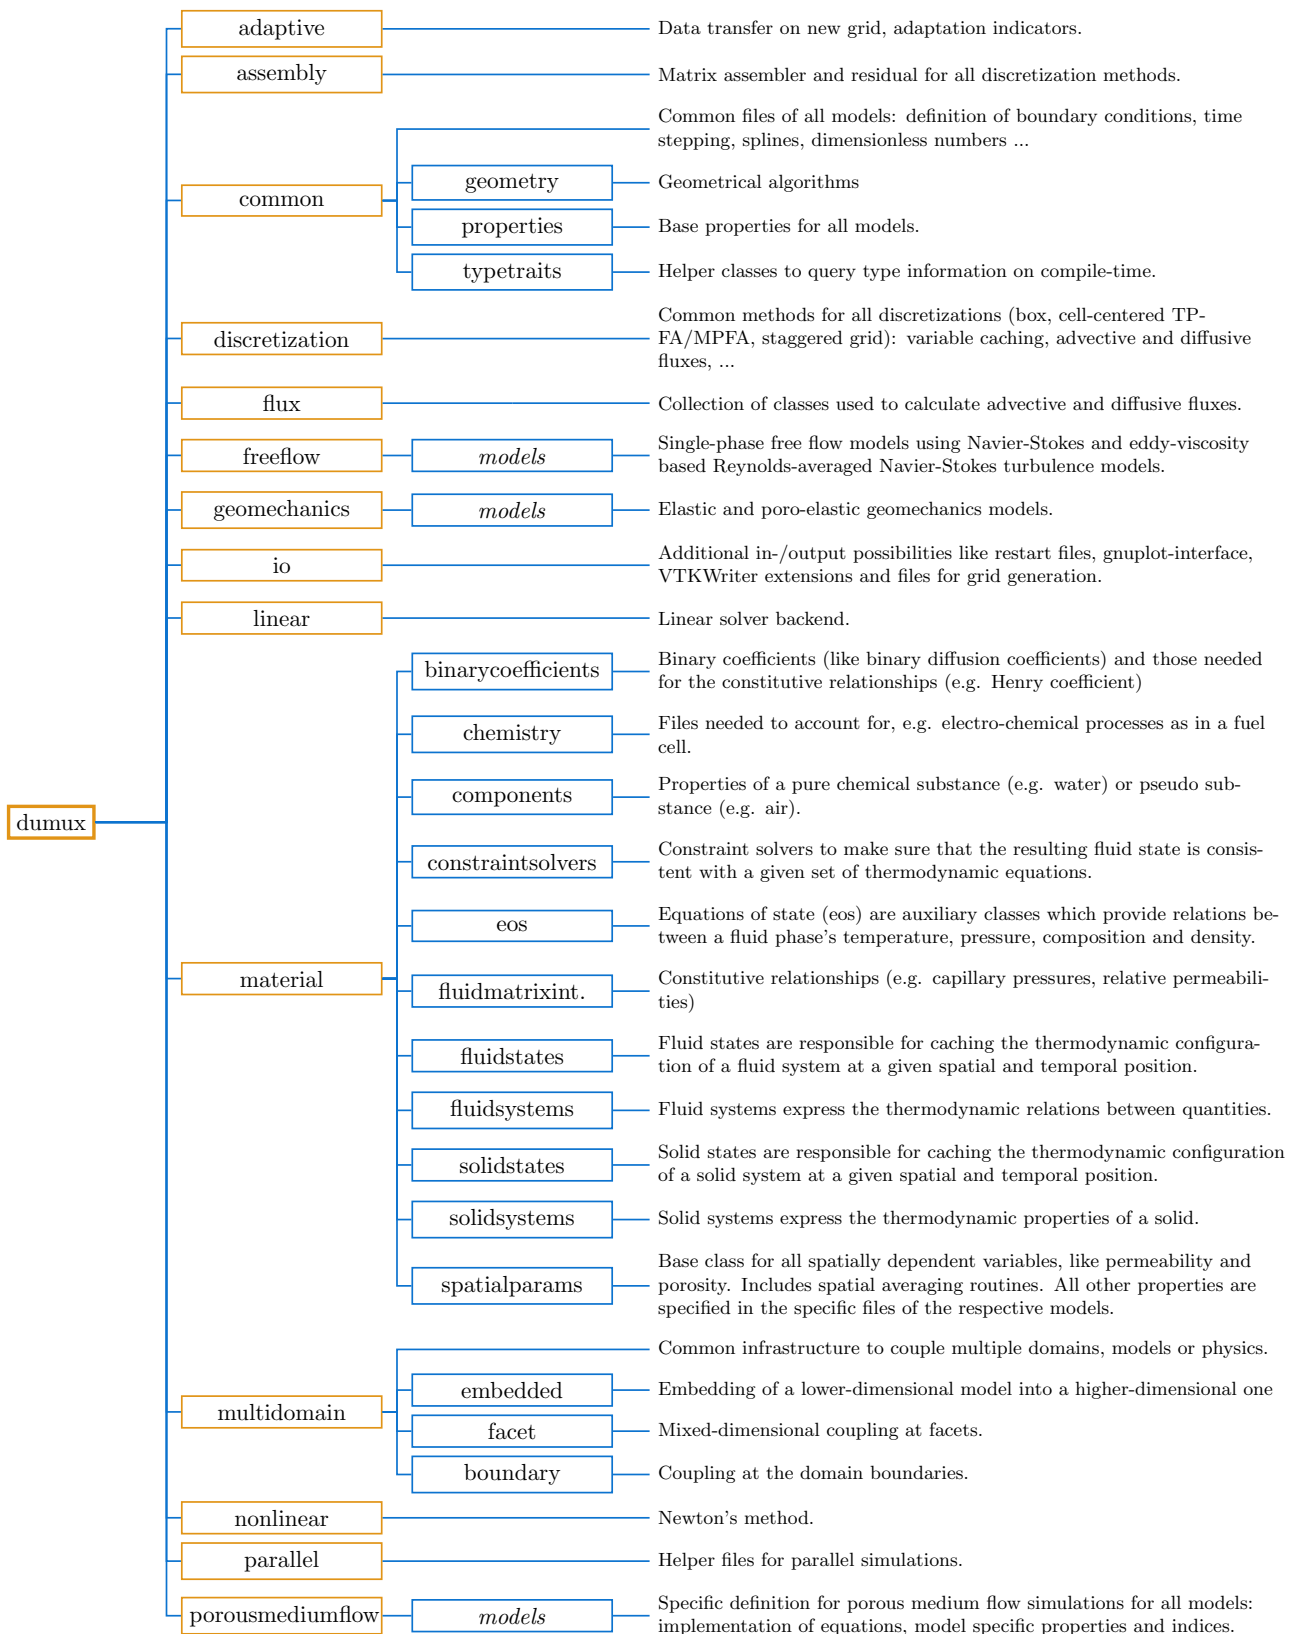 adaptive
Data transfer on new grid, adaptation indicators.
assembly
Matrix assembler and residual for all discretization methods.
Common files of all models: definition of boundary conditions, time
stepping, splines, dimensionless numbers ...
common
geometry
Geometrical algorithms
properties
Base properties for all models.
typetraits
Helper classes to query type information on compile-time.
discretization
Common methods for all discretizations (box, cell-centered TP-
FA/MPFA, staggered grid): variable caching, advective and diffusive
fluxes, ...
flux
Collection of classes used to calculate advective and diffusive fluxes.
freeflow
models
Single-phase free flow models using Navier-Stokes and eddy-viscosity
based Reynolds-averaged Navier-Stokes turbulence models.
geomechanics
models
Elastic and poro-elastic geomechanics models.
io
Additional in-/output possibilities like restart files, gnuplot-interface,
VTKWriter extensions and files for grid generation.
linear
Linear solver backend.
binarycoefficients
Binary coefficients (like binary diffusion coefficients) and those needed
for the constitutive relationships (e.g. Henry coefficient)
chemistry
Files needed to account for, e.g. electro-chemical processes as in a fuel
cell.
components
Properties of a pure chemical substance (e.g. water) or pseudo sub-
stance (e.g. air).
dumux
constraintsolvers
Constraint solvers to make sure that the resulting fluid state is consis-
tent with a given set of thermodynamic equations.
eos
Equations of state (eos) are auxiliary classes which provide relations be-
tween a fluid phase's temperature, pressure, composition and density.
material
fluidmatrixint.
Constitutive relationships (e.g. capillary pressures, relative permeabili-
ties)
fluidstates
Fluid states are responsible for caching the thermodynamic configura-
tion of a fluid system at a given spatial and temporal position.
fluidsystems
Fluid systems express the thermodynamic relations between quantities.
solidstates
Solid states are responsible for caching the thermodynamic configuration
of a solid system at a given spatial and temporal position.
solidsystems
Solid systems express the thermodynamic properties of a solid.
spatialparams
Base class for all spatially dependent variables, like permeability and
porosity. Includes spatial averaging routines. All other properties are
specified in the specific files of the respective models.
Common infrastructure to couple multiple domains, models or physics.
multidomain
embedded
Embedding of a lower-dimensional model into a higher-dimensional one
facet
Mixed-dimensional coupling at facets.
boundary
Coupling at the domain boundaries.
nonlinear
Newton's method.
parallel
Helper files for parallel simulations.
porousmediumflow
models
Specific definition for porous medium flow simulations for all models:
implementation of equations, model specific properties and indices.